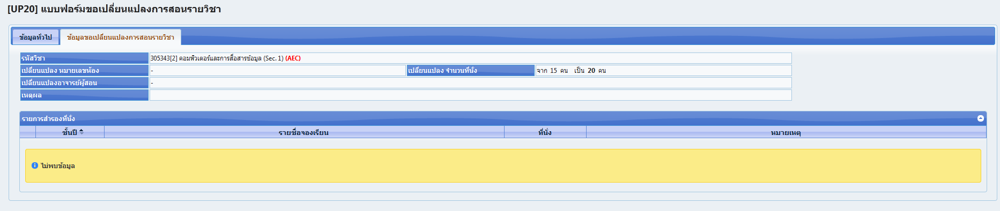 [UP20] แบบฟอร์มขอเปลี่ยนแปลงการสอนรายวิชา
ข้อมูลทั่วไป ข้อมูลขอเปลี่ยนแปลงการสอนรายวิชา
รหัสวิชา 305343[2] คอมพิวเตอร์และการสื่อสารข้อมูล (Sec. 1) (AEC)
เปลี่ยนแปลง หมายเลขห้อง - เปลี่ยนแปลง จำนวนที่นั่ง จาก 15 คน เป็น 20 คน
เปลี่ยนแปลงอาจารย์ผู้สอน -
เหตุผล
รายการสำรองที่นั่ง
ชั้นปี รายชื่อจองเรียน ที่นั่ง หมายเหตุ
ไม่พบข้อมูล